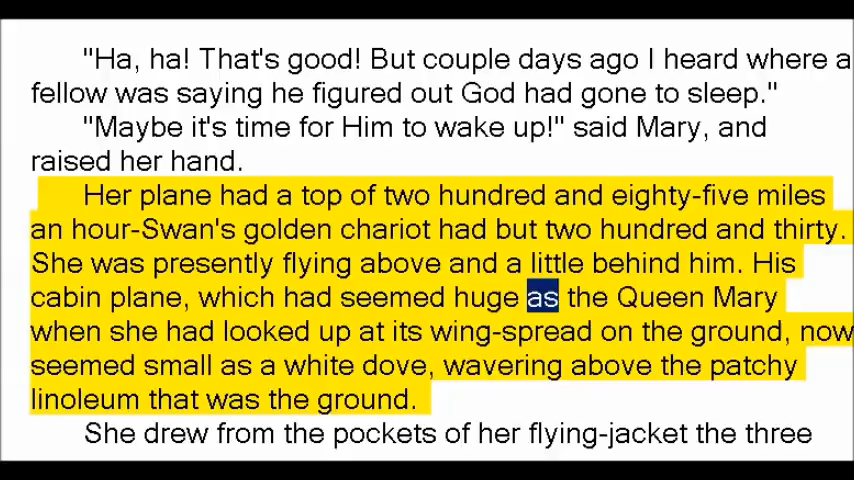 "Ha, ha! That's good! But couple days ago I heard where a
fellow was saying he figured out God had gone to sleep."
"Maybe it's time for Him to wake up!" said Mary, and
raised her hand.
Her plane had a top of two hundred and eighty-five miles
an hour-Swan's golden chariot had but two hundred and thirty.
She was presently flying above and a little behind him. His
cabin plane, which had seemed huge as the Queen Mary
when she had looked up at its wing-spread on the ground, now
seemed small as a white dove, wavering above the patchy
linoleum that was the ground.
She drew from the pockets of her flying-jacket the three